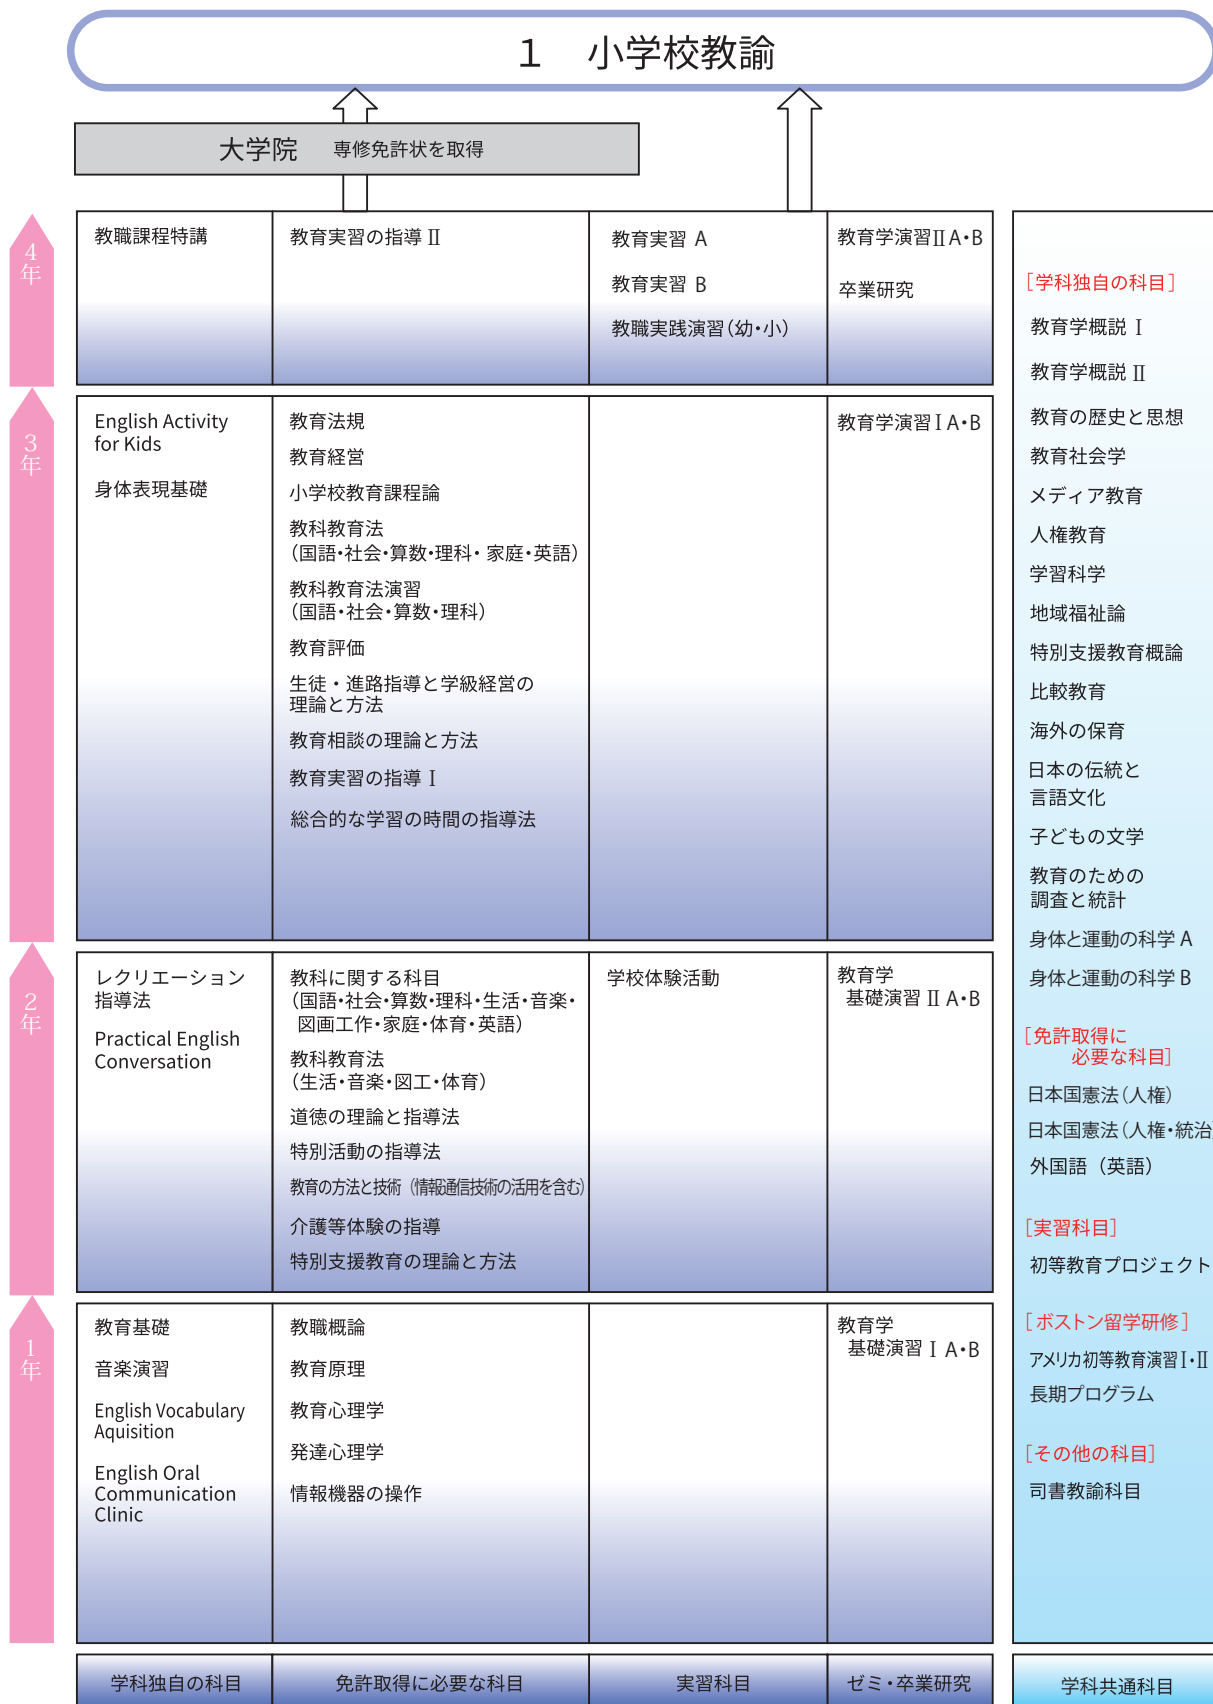 1 小学校教諭
大学院 専修免許状を取得
4年
教職課程特講
教育実習の指導 Ⅱ
教育実習 A
教育実習 B
教職実践演習(幼・小)
教育学演習Ⅱ A・B
卒業研究
3年
English Activity
for Kids
身体表現基礎
教育法規
教育経営
小学校教育課程論
教科教育法
(国語・社会・算数・理科・ 家庭・英語)
教科教育法演習
(国語・社会・算数・理科)
教育評価
生徒・進路指導と学級経営の
理論と方法
教育相談の理論と方法
教育実習の指導 Ⅰ
総合的な学習の時間の指導法
教育学演習Ⅰ A・B
2年
レクリエーション
指導法
Practical English
Conversation
教科に関する科目
(国語・社会・算数・理科・生活・音楽・
図画工作・家庭・体育・英語)
教科教育法
(生活・音楽・図工・体育)
道徳の理論と指導法
特別活動の指導法
教育の方法と技術(情報通信技術の活用を含む)
介護等体験の指導
特別支援教育の理論と方法
学校体験活動
教育学
基礎演習 Ⅱ A・B
1年
教育基礎
音楽演習
English Vocabulary
Aquisition
English Oral
Communication
Clinic
教職概論
教育原理
教育心理学
発達心理学
情報機器の操作
教育学
基礎演習 Ⅰ A・B
学科独自の科目
免許取得に必要な科目
実習科目
ゼミ・卒業研究
[学科独自の科目]
教育学概説 Ⅰ
教育学概説 Ⅱ
教育の歴史と思想
教育社会学
メディア教育
人権教育
学習科学
地域福祉論
特別支援教育概論
比較教育
海外の保育
日本の伝統と
言語文化
子どもの文学
教育のための
調査と統計
身体と運動の科学 A
身体と運動の科学 B
[免許取得に
必要な科目]
日本国憲法(人権)
日本国憲法(人権・統治)
外国語(英語)
[実習科目]
初等教育プロジェクト
[ボストン留学研修]
アメリカ初等教育演習Ⅰ・Ⅱ
長期プログラム
[その他の科目]
司書教諭科目
学科共通科目